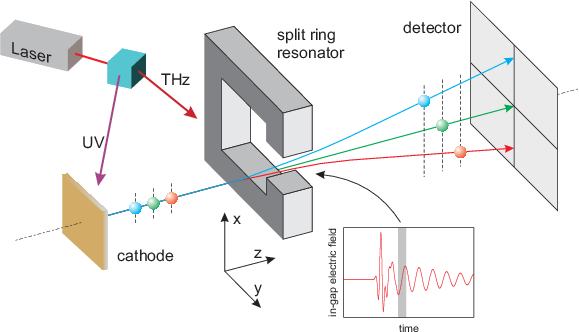 Laser
THz
UV
split ring
resonator
detector
cathode
x
z
y
in-gap electric field
time